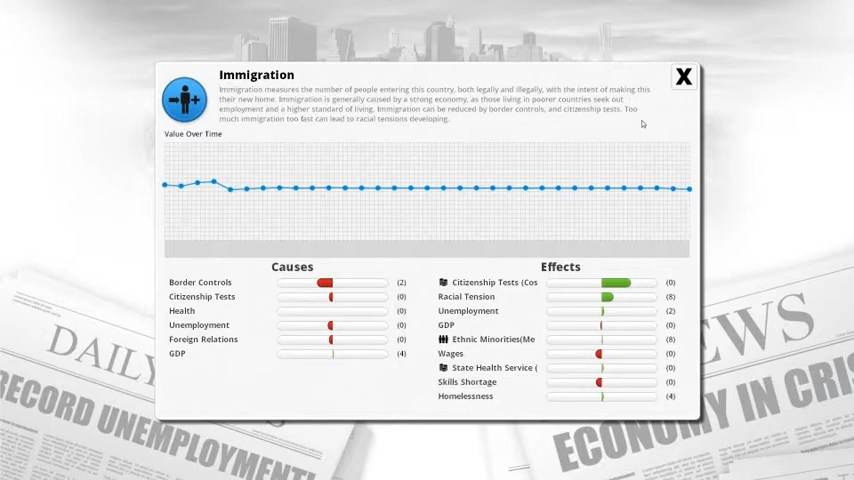 Immigration
X
Immigration measures the number of people entering this country, both legally and illegally, with the intent of making this
their new home. Immigration is generally caused by a strong economy, as those living in poorer countries seek out
employment and a higher standard of living. Immigration can be reduced by border controls, and citizenship tests. Too
much immigration too fast can lead to racial tensions developing.
Value Over Time
Causes
Border Controls (2)
Citizenship Tests (0)
Health (0)
Unemployment (0)
Foreign Relations (0)
GDP (4)
Effects
Citizenship Tests (Cos (0)
Racial Tension (8)
Unemployment (2)
GDP (0)
Ethnic Minorities(Me (8)
Wages (0)
State Health Service ( (0)
Skills Shortage (0)
Homelessness (4)
DAILY
RECORD UNEMPLOYMENT!
EWS
ECONOMY IN CRIS